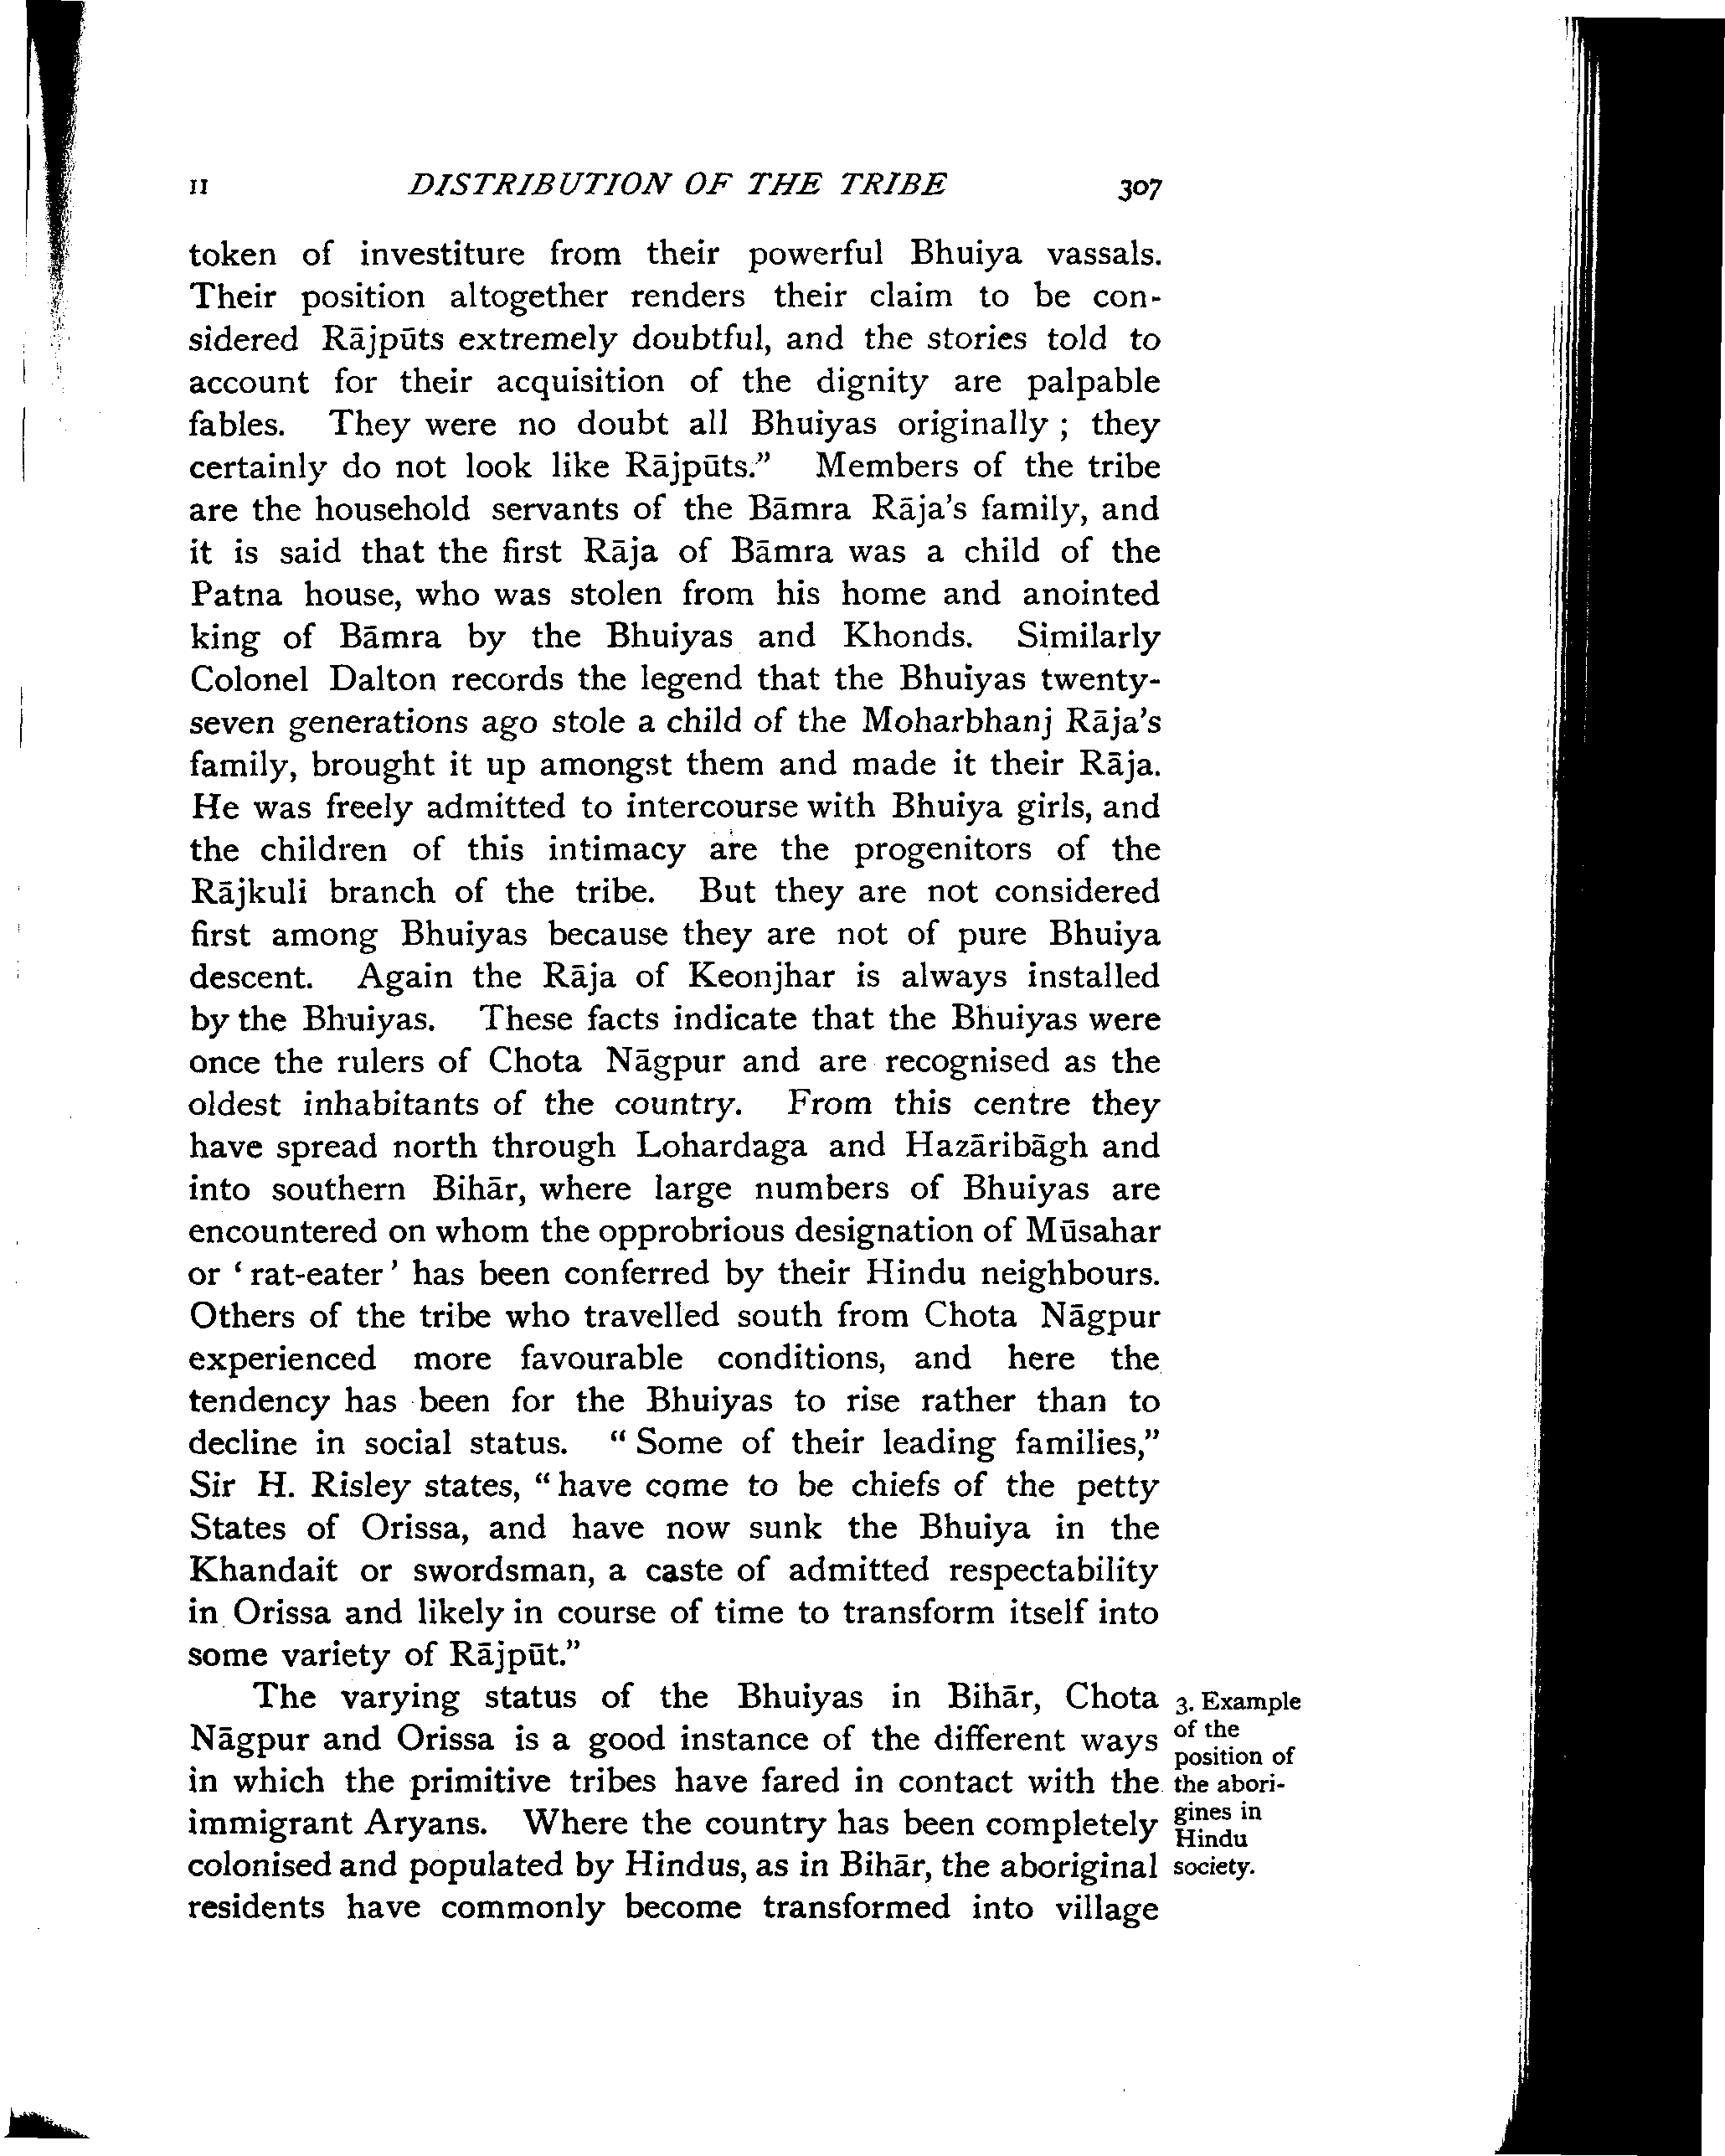 II DISTRIBUTION OF THE TRIBE 307
token of investiture from their powerful Bhuiya vassals.
Their position altogether renders their claim to be con-
sidered Rājpūts extremely doubtful, and the stories told to
account for their acquisition of the dignity are palpable
fables. They were no doubt all Bhuiyas originally ; they
certainly do not look like Rājpūts.” Members of the tribe
are the household servants of the Bāmra Rāja's family, and
it is said that the first Rāja of Bāmra was a child of the
Patna house, who was stolen from his home and anointed
king of Bāmra by the Bhuiyas and Khonds. Similarly
Colonel Dalton records the legend that the Bhuiyas twenty-
seven generations ago stole a child of the Moharbhanj Rāja's
family, brought it up amongst them and made it their Rāja.
He was freely admitted to intercourse with Bhuiya girls, and
the children of this intimacy are the progenitors of the
Rājkuli branch of the tribe. But they are not considered
first among Bhuiyas because they are not of pure Bhuiya
descent. Again the Rāja of Keonjhar is always installed
by the Bhuiyas. These facts indicate that the Bhuiyas were
once the rulers of Chota Nāgpur and are recognised as the
oldest inhabitants of the country. From this centre they
have spread north through Lohardaga and Hazāribāgh and
into southern Bihār, where large numbers of Bhuiyas are
encountered on whom the opprobrious designation of Mūsahar
or ‘ rat-eater ’ has been conferred by their Hindu neighbours.
Others of the tribe who travelled south from Chota Nāgpur
experienced more favourable conditions, and here the
tendency has been for the Bhuiyas to rise rather than to
decline in social status. “ Some of their leading families,”
Sir H. Risley states, “ have come to be chiefs of the petty
States of Orissa, and have now sunk the Bhuiya in the
Khandait or swordsman, a caste of admitted respectability
in Orissa and likely in course of time to transform itself into
some variety of Rājpūt.”
The varying status of the Bhuiyas in Bihār, Chota
Nāgpur and Orissa is a good instance of the different ways
in which the primitive tribes have fared in contact with the
immigrant Aryans. Where the country has been completely
colonised and populated by Hindus, as in Bihār, the aboriginal
residents have commonly become transformed into village
3. Example
of the
position of
the abori-
gines in
Hindu
society.